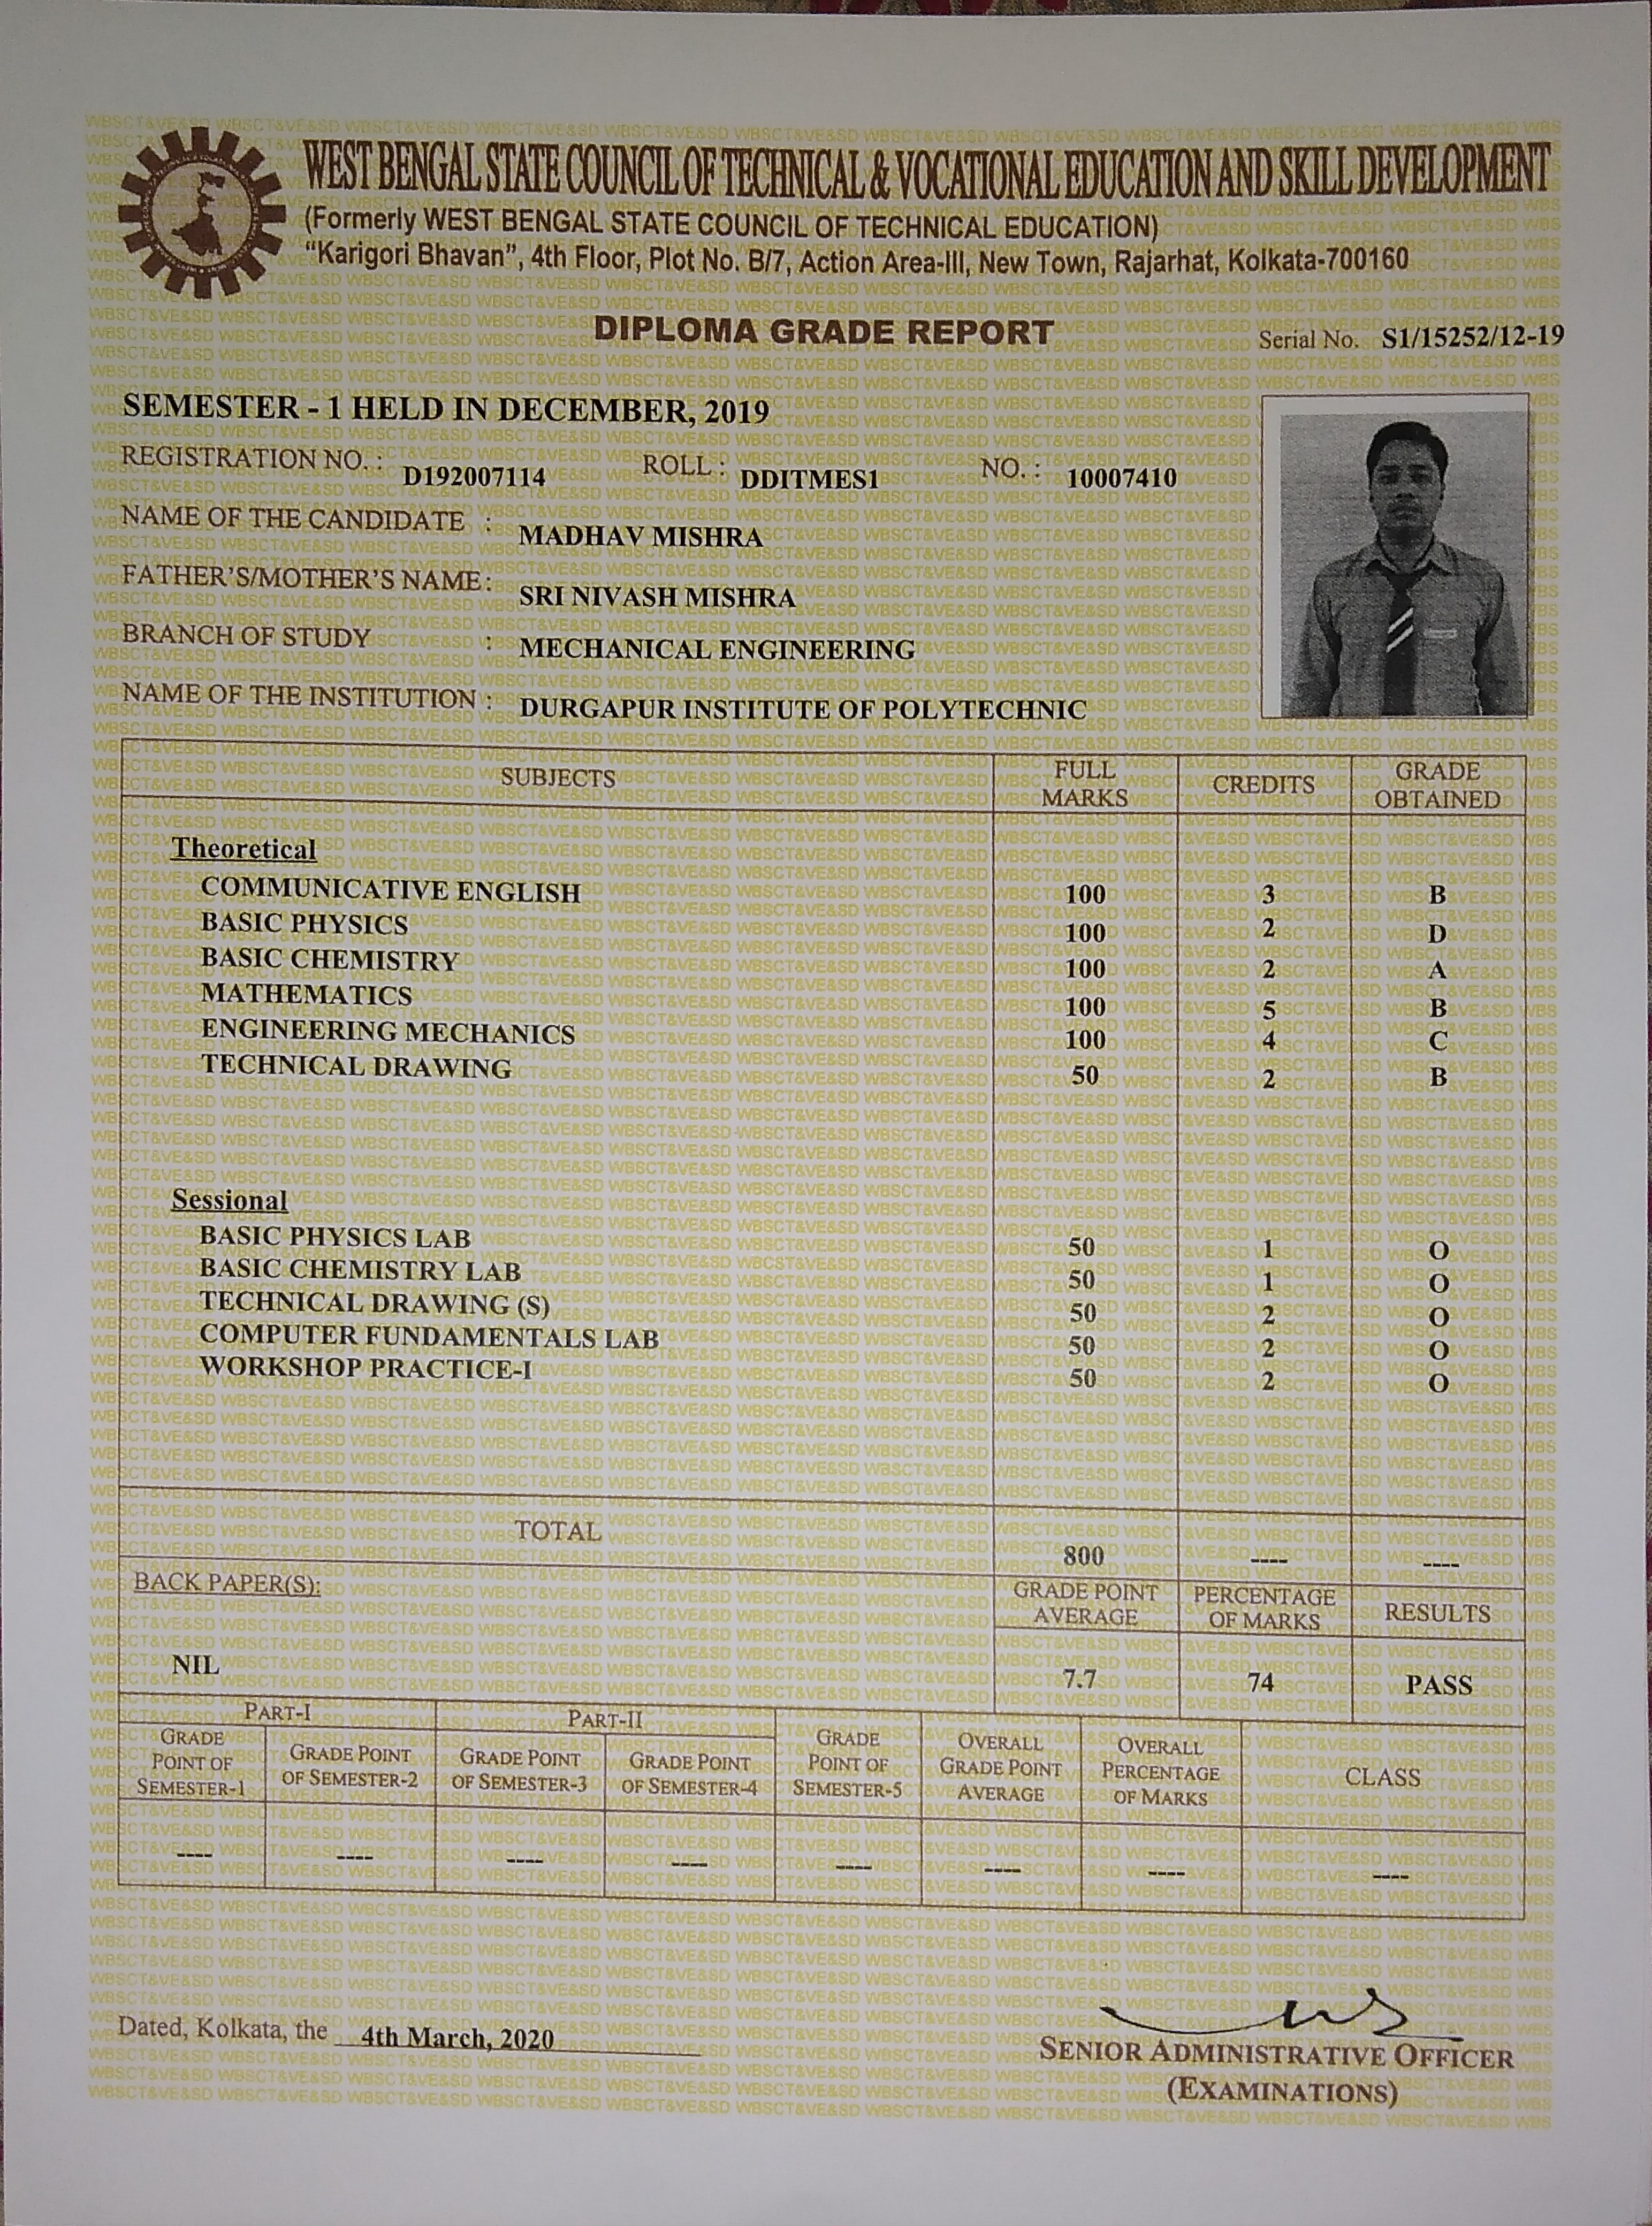 WEST BENGAL STATE COUNCIL OF TECHNICAL & VOCATIONAL EDUCATION AND SKILL DEVELOPMENT
(Formerly WEST BENGAL STATE COUNCIL OF TECHNICAL EDUCATION)
“Karigori Bhavan”, 4th Floor, Plot No. B/7, Action Area-III, New Town, Rajarhat, Kolkata-700160
DIPLOMA GRADE REPORT
Serial No. S1/15252/12-19
SEMESTER - 1 HELD IN DECEMBER, 2019
REGISTRATION NO. : D192007114 ROLL : DDITMES1 NO. : 10007410
NAME OF THE CANDIDATE : MADHAV MISHRA
FATHER'S/MOTHER'S NAME : SRI NIVASH MISHRA
BRANCH OF STUDY : MECHANICAL ENGINEERING
NAME OF THE INSTITUTION : DURGAPUR INSTITUTE OF POLYTECHNIC
SUBJECTS FULL MARKS CREDITS GRADE OBTAINED
Theoretical
COMMUNICATIVE ENGLISH 100 3 B
BASIC PHYSICS 100 2 D
BASIC CHEMISTRY 100 2 A
MATHEMATICS 100 5 B
ENGINEERING MECHANICS 100 4 C
TECHNICAL DRAWING 50 2 B
Sessional
BASIC PHYSICS LAB 50 1 O
BASIC CHEMISTRY LAB 50 1 O
TECHNICAL DRAWING (S) 50 2 O
COMPUTER FUNDAMENTALS LAB 50 2 O
WORKSHOP PRACTICE-I 50 2 O
TOTAL 800 ---- ----
BACK PAPER(S): GRADE POINT AVERAGE PERCENTAGE OF MARKS RESULTS
NIL 7.7 74 PASS
PART-I PART-II
GRADE POINT OF SEMESTER-1 GRADE POINT OF SEMESTER-2 GRADE POINT OF SEMESTER-3 GRADE POINT OF SEMESTER-4 GRADE POINT OF SEMESTER-5 OVERALL GRADE POINT AVERAGE OVERALL PERCENTAGE OF MARKS CLASS
---- ---- ---- ---- ---- ---- ---- ----
Dated, Kolkata, the 4th March, 2020
SENIOR ADMINISTRATIVE OFFICER
(EXAMINATIONS)